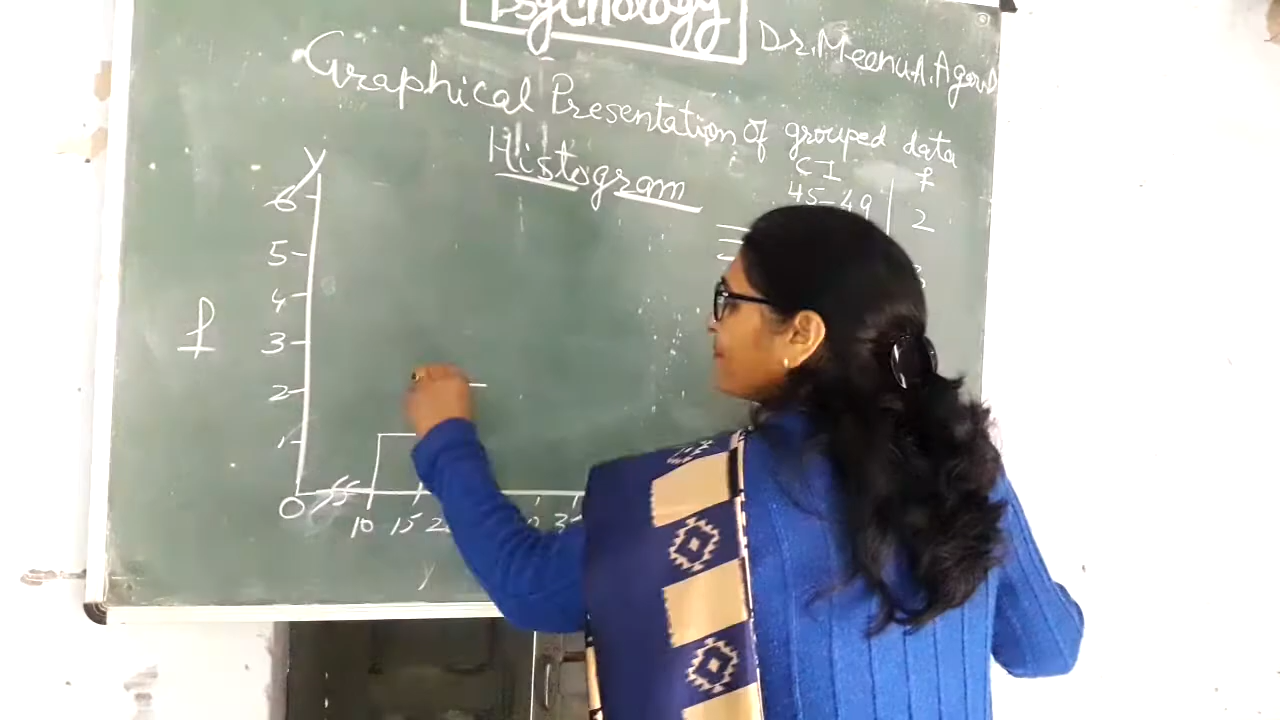 Psychology
Dr. Meenu A. Agarwal
Graphical Presentation of grouped data
Histogram
C I f
45-49 2
Y
6
5
4
3
2
1
f
O
10 15